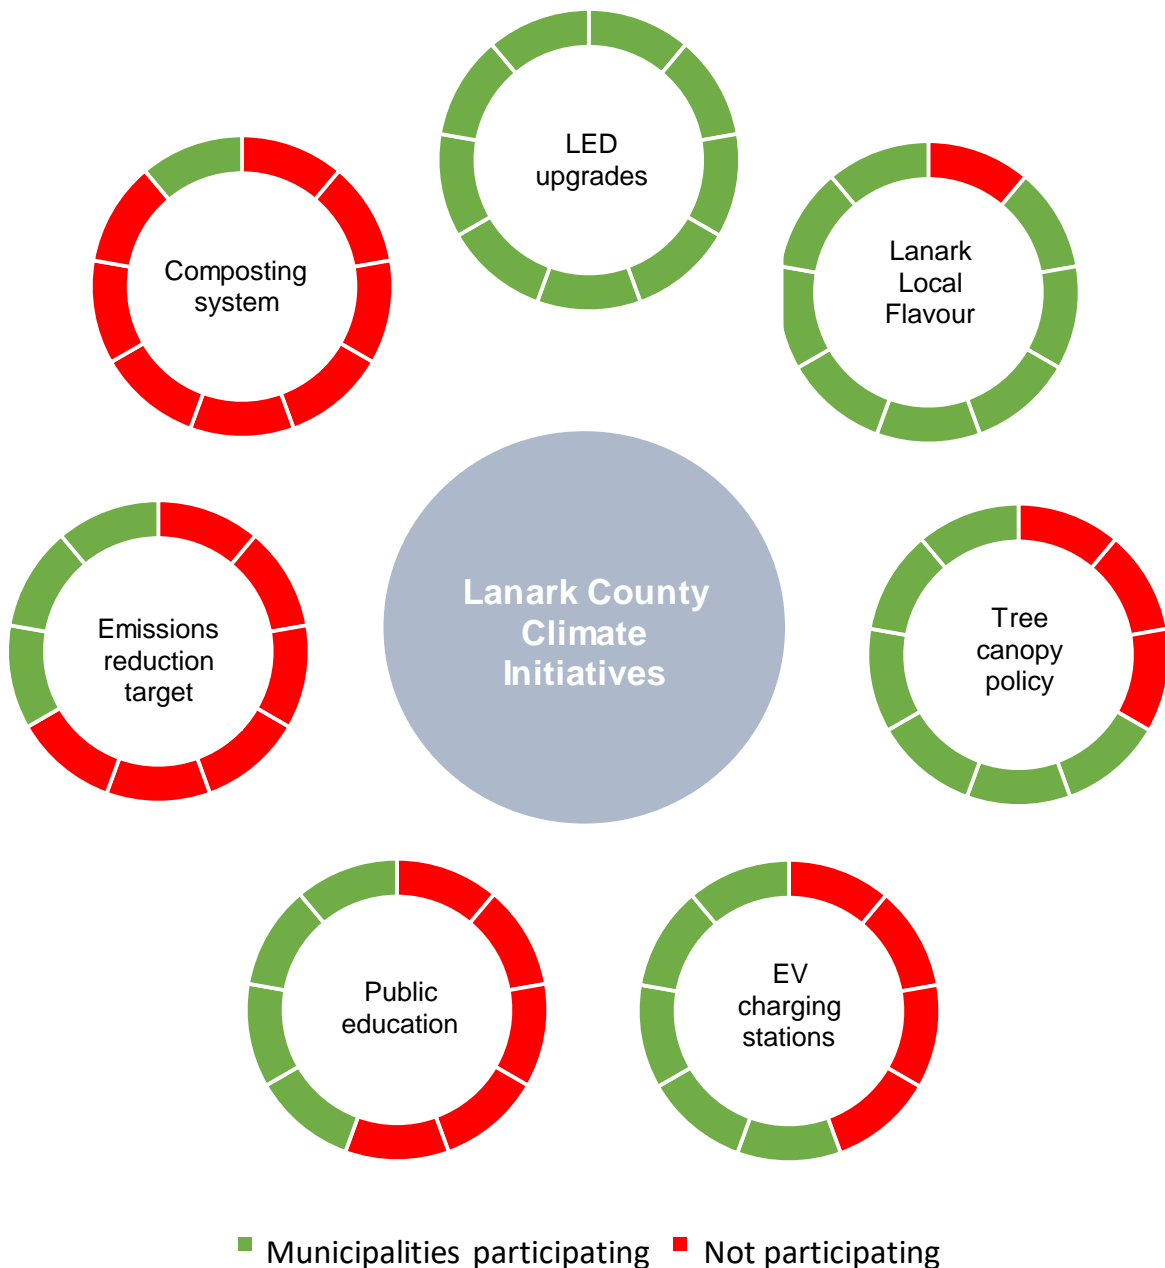 LED
upgrades
Composting
system
Lanark
Local
Flavour
Lanark County
Climate
Initiatives
Emissions
reduction
target
Tree
canopy
policy
Public
education
EV
charging
stations
Municipalities participating Not participating